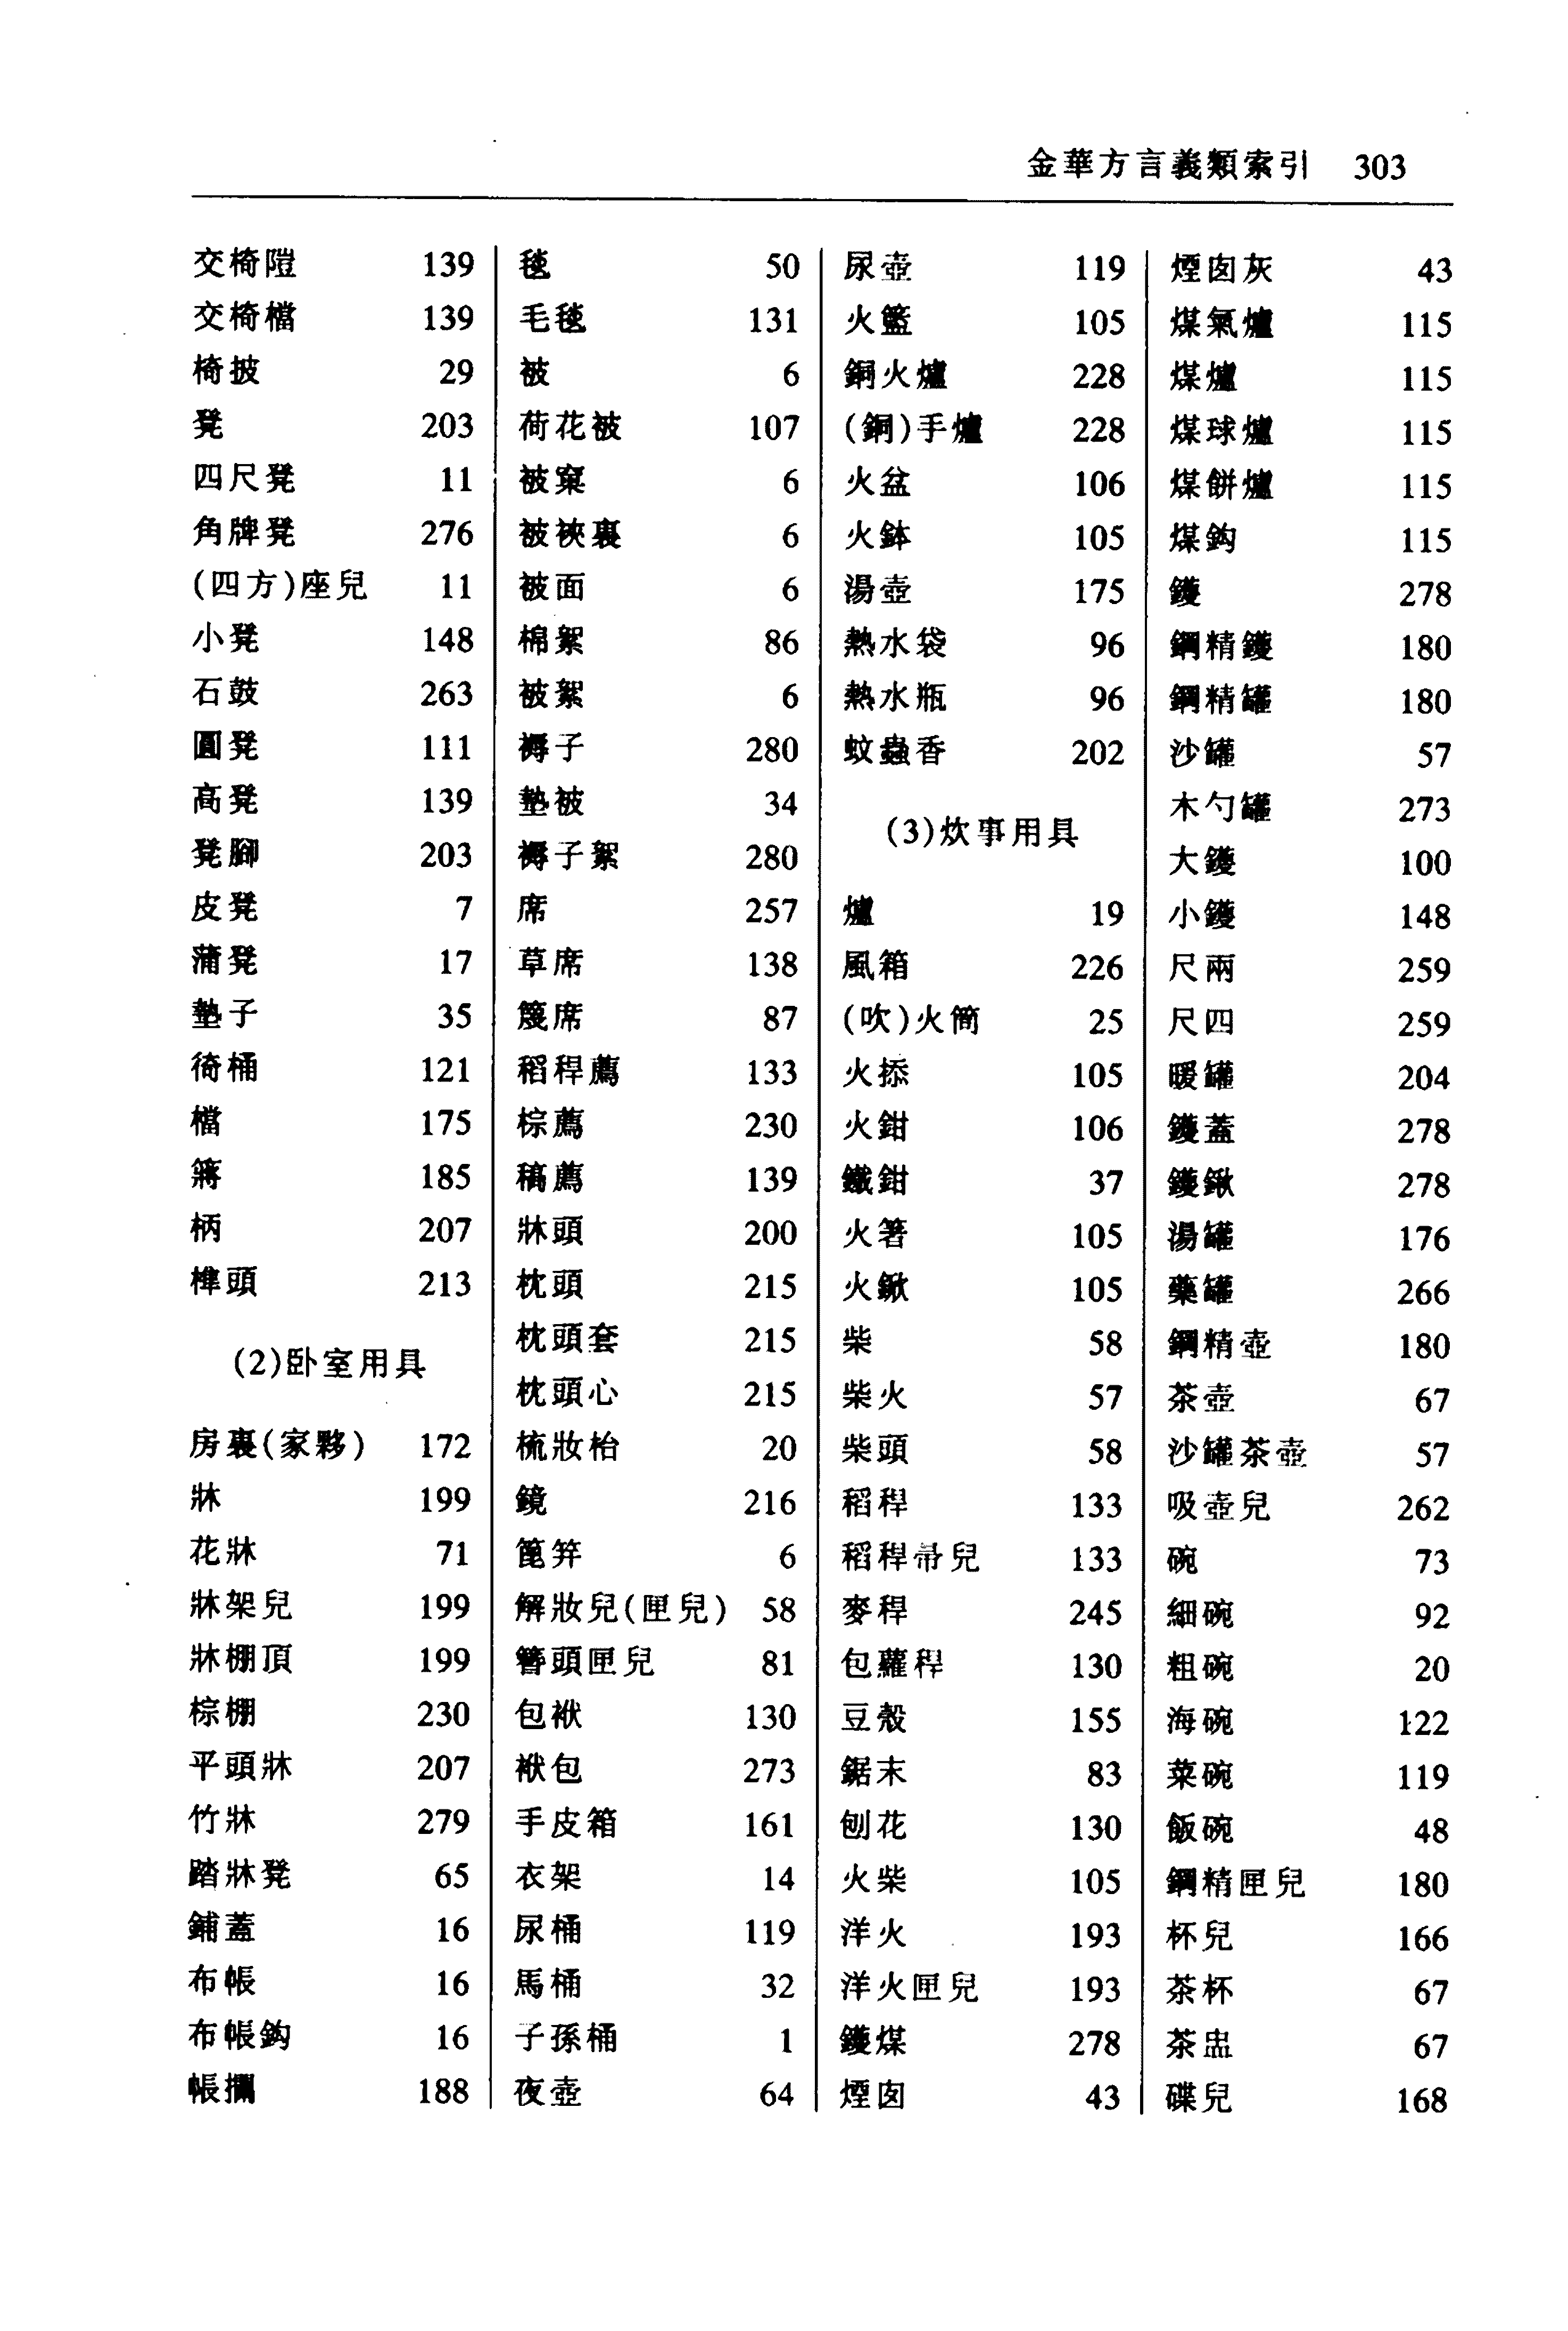 金華方言義類索引 303
交椅隑 139
交椅檔 139
椅披 29
凳 203
四尺凳 11
角牌凳 276
(四方)座兒 11
小凳 148
石鼓 263
圓凳 111
高凳 139
凳腳 203
皮凳 7
蒲凳 17
墊子 35
徛桶 121
檔 175
籜 185
柄 207
榫頭 213
(2)卧室用具
房裏(家夥) 172
牀 199
花牀 71
牀架兒 199
牀棚頂 199
棕棚 230
平頭牀 207
竹牀 279
踏牀凳 65
鋪蓋 16
布帳 16
布帳鈎 16
帳擱 188
毯 50
毛毯 131
被 6
荷花被 107
被窠 6
被裌裏 6
被面 6
棉絮 86
被絮 6
褥子 280
墊被 34
褥子絮 280
席 257
草席 138
篾席 87
稻稈薦 133
棕薦 230
稿薦 139
牀頭 200
枕頭 215
枕頭套 215
枕頭心 215
梳妝枱 20
鏡 216
篦笲 6
解妝兒(匣兒) 58
簪頭匣兒 81
包袱 130
袱包 273
手皮箱 161
衣架 14
尿桶 119
馬桶 32
子孫桶 1
夜壺 64
尿壺 119
火籃 105
銅火爐 228
(銅)手爐 228
火盆 106
火鉢 105
湯壺 175
熱水袋 96
熱水瓶 96
蚊蟲香 202
(3)炊事用具
爐 19
風箱 226
(吹)火筒 25
火㮇 105
火鉗 106
鐵鉗 37
火箸 105
火鍬 105
柴 58
柴火 57
柴頭 58
稻稈 133
稻稈帚兒 133
麥稈 245
包蘿稈 130
豆殼 155
鋸末 83
刨花 130
火柴 105
洋火 193
洋火匣兒 193
鑊煤 278
煙囱 43
煙囱灰 43
煤氣爐 115
煤爐 115
煤球爐 115
煤餅爐 115
煤鈎 115
鑊 278
鋼精鑊 180
鋼精罐 180
沙罐 57
木勺罐 273
大鑊 100
小鑊 148
尺兩 259
尺四 259
暖罐 204
鑊蓋 278
鑊鍬 278
湯罐 176
藥罐 266
鋼精壺 180
茶壺 67
沙罐茶壺 57
吸壺兒 262
碗 73
細碗 92
粗碗 20
海碗 122
菜碗 119
飯碗 48
鋼精匣兒 180
杯兒 166
茶杯 67
茶盅 67
碟兒 168